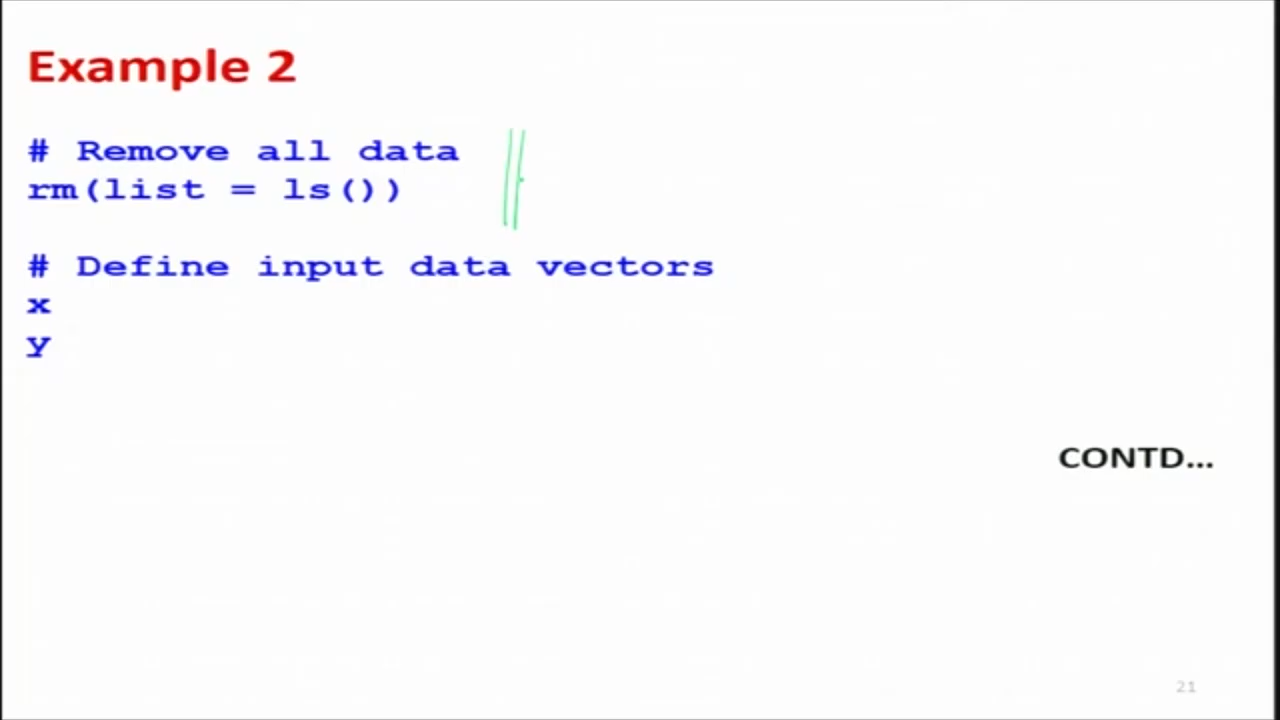 Example 2
# Remove all data
rm(list = ls())
# Define input data vectors
x
y
CONTD...
21